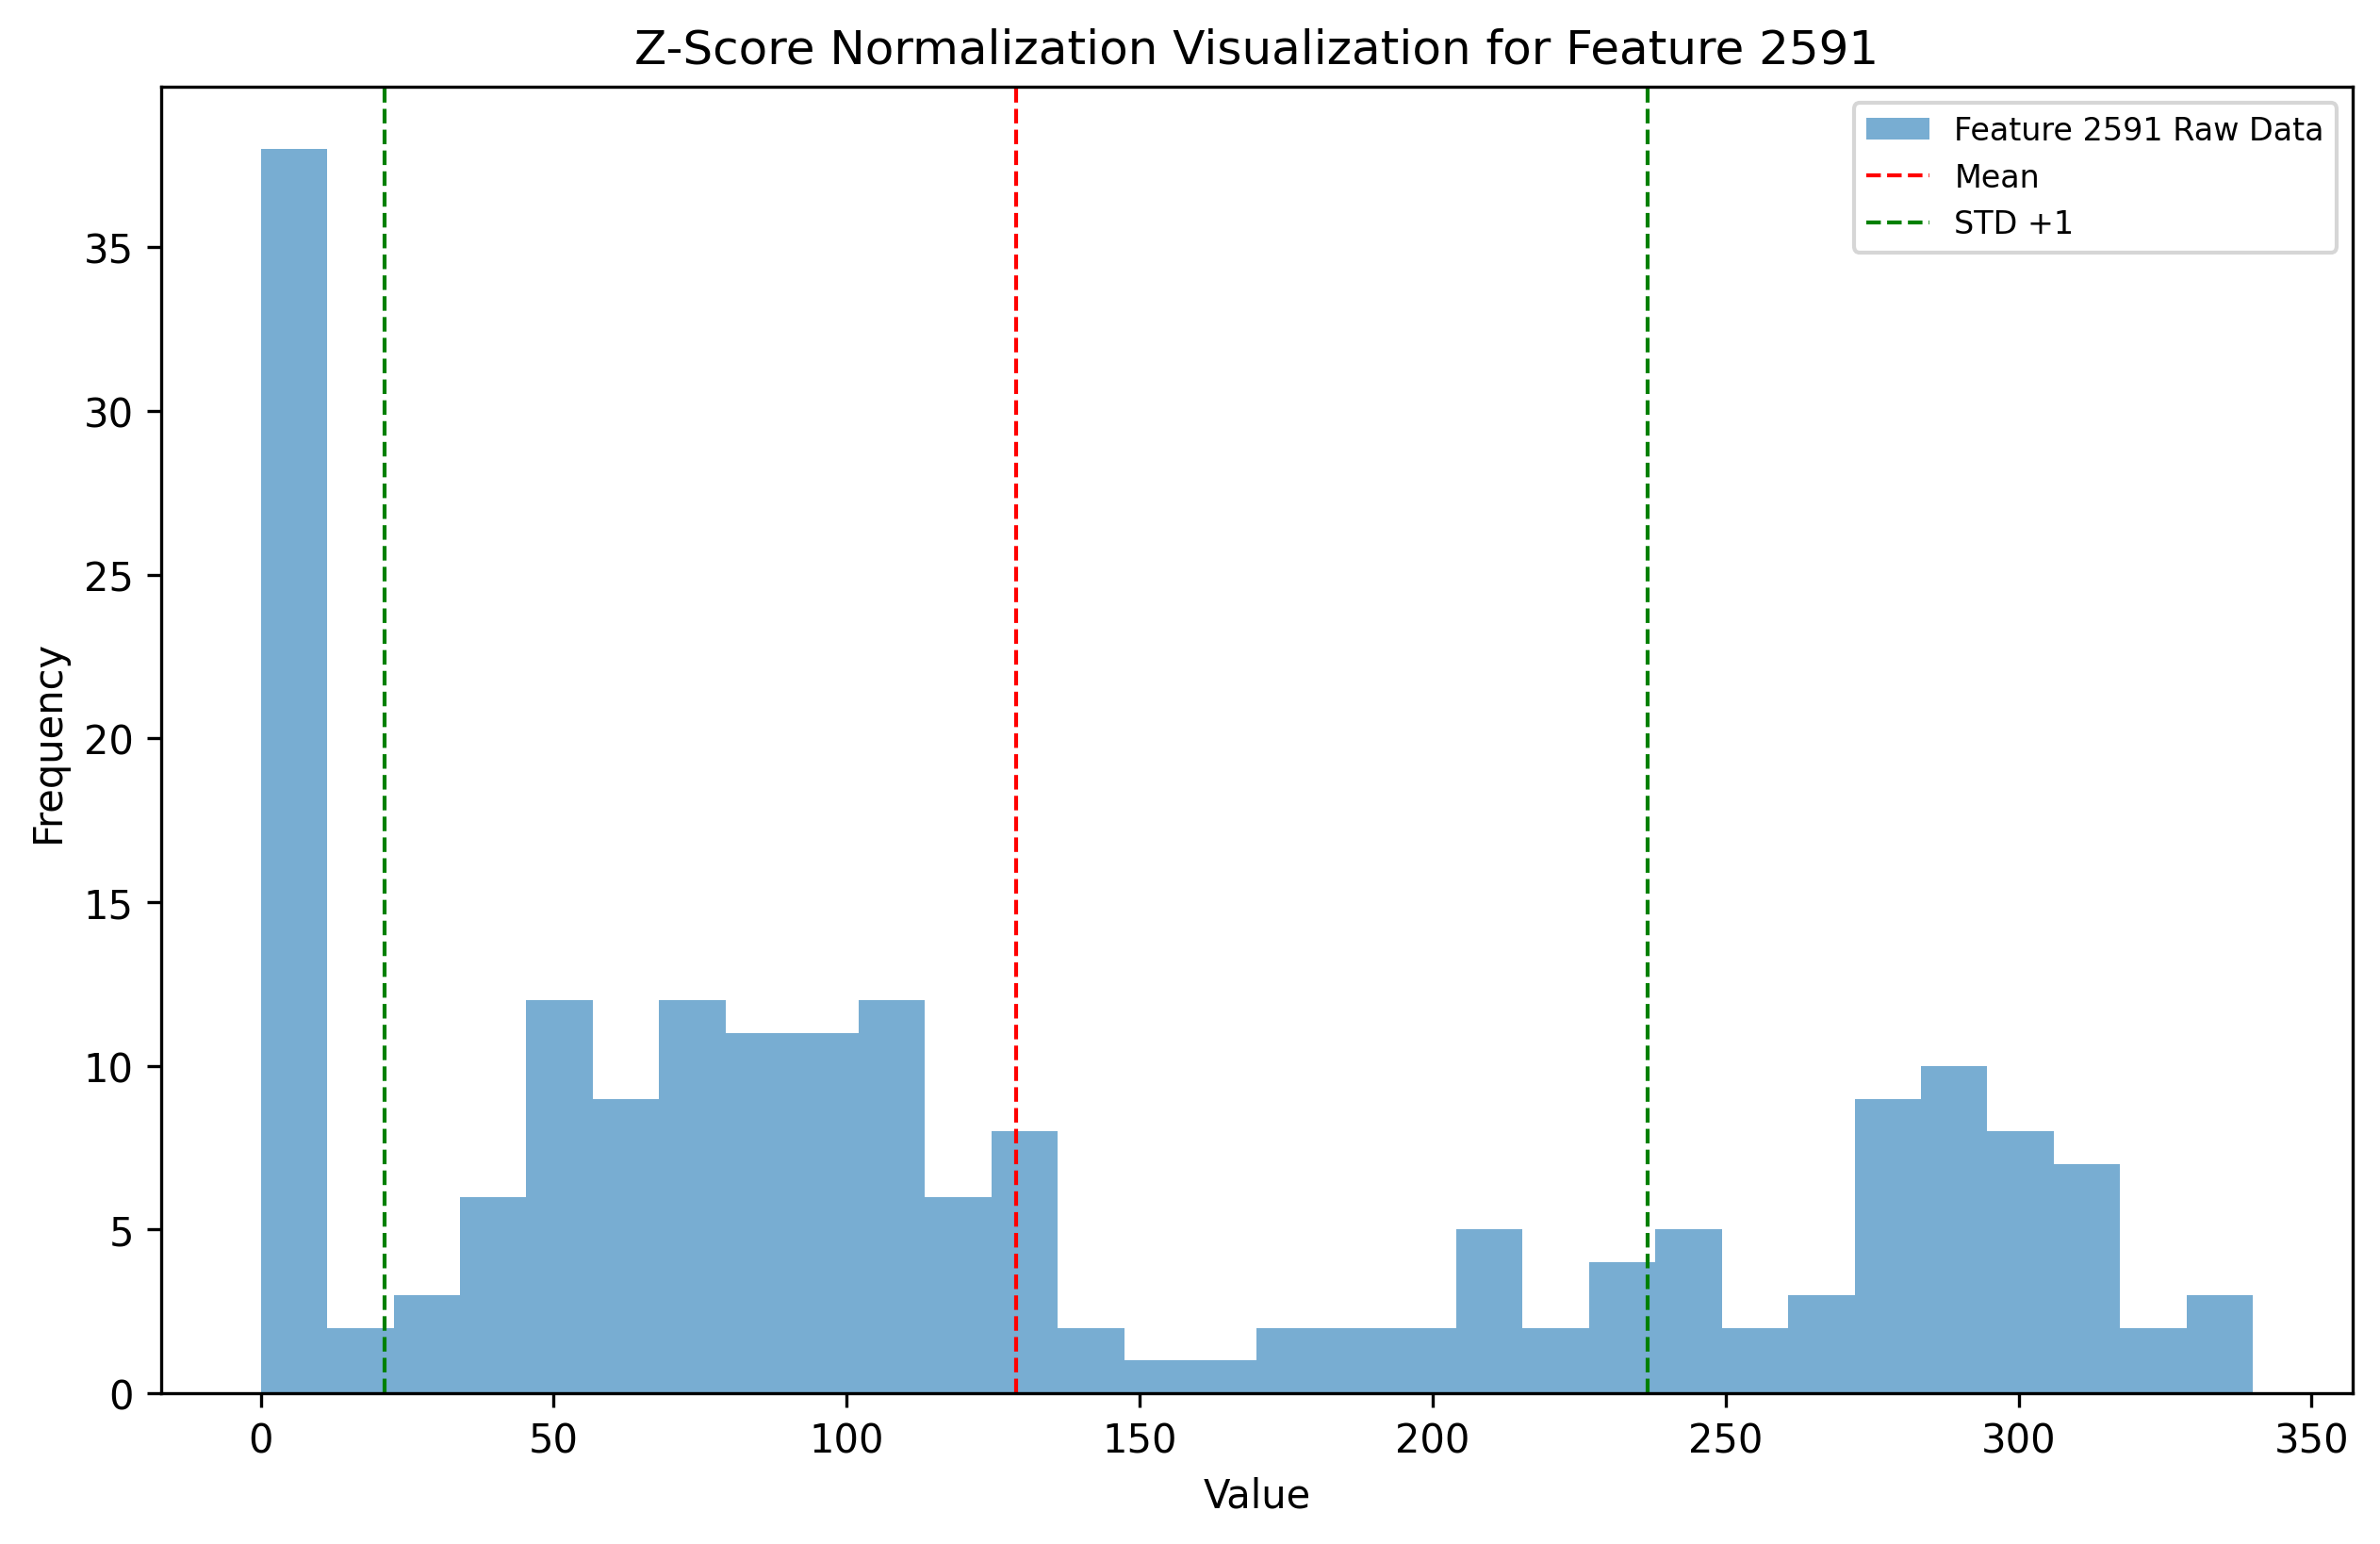 Z-Score Normalization Visualization for Feature 2591
Feature 2591 Raw Data
Mean
STD +1
35
30
25
20
15
10
5
0
Frequency
0 50 100 150 200 250 300 350
Value